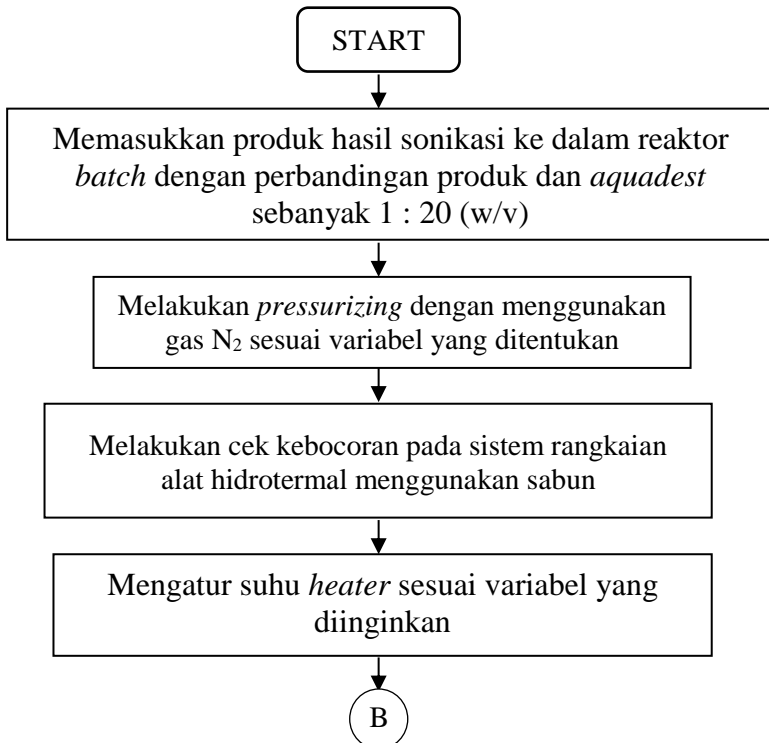 START
Memasukkan produk hasil sonikasi ke dalam reaktor
batch dengan perbandingan produk dan aquadest
sebanyak 1 : 20 (w/v)
Melakukan pressurizing dengan menggunakan
gas N₂ sesuai variabel yang ditentukan
Melakukan cek kebocoran pada sistem rangkaian
alat hidrotermal menggunakan sabun
Mengatur suhu heater sesuai variabel yang
diinginkan
B